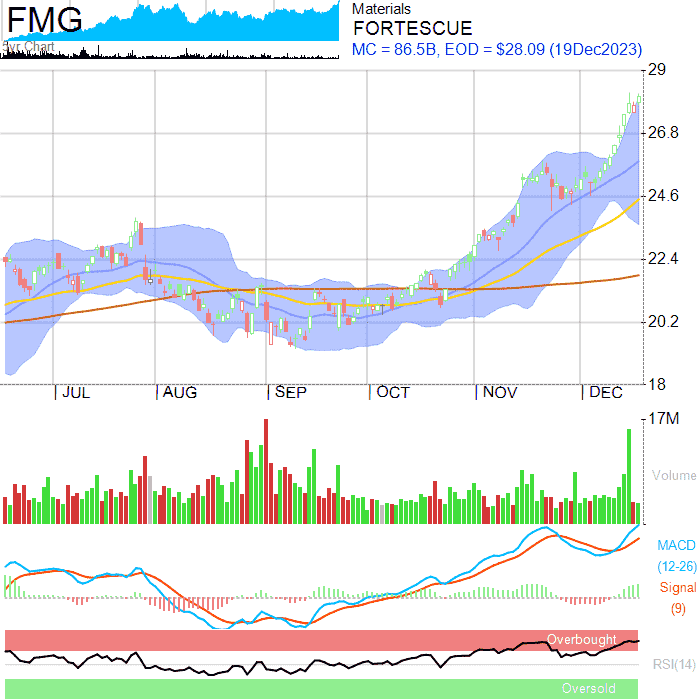 FMG
5yr Chart
Materials
FORTESCUE
MC = 86.5B, EOD = $28.09 (19Dec2023)
29
26.8
24.6
22.4
20.2
18
JUL AUG SEP OCT NOV DEC
17M
Volume
MACD
(12-26)
Signal
(9)
Overbought
RSI(14)
Oversold